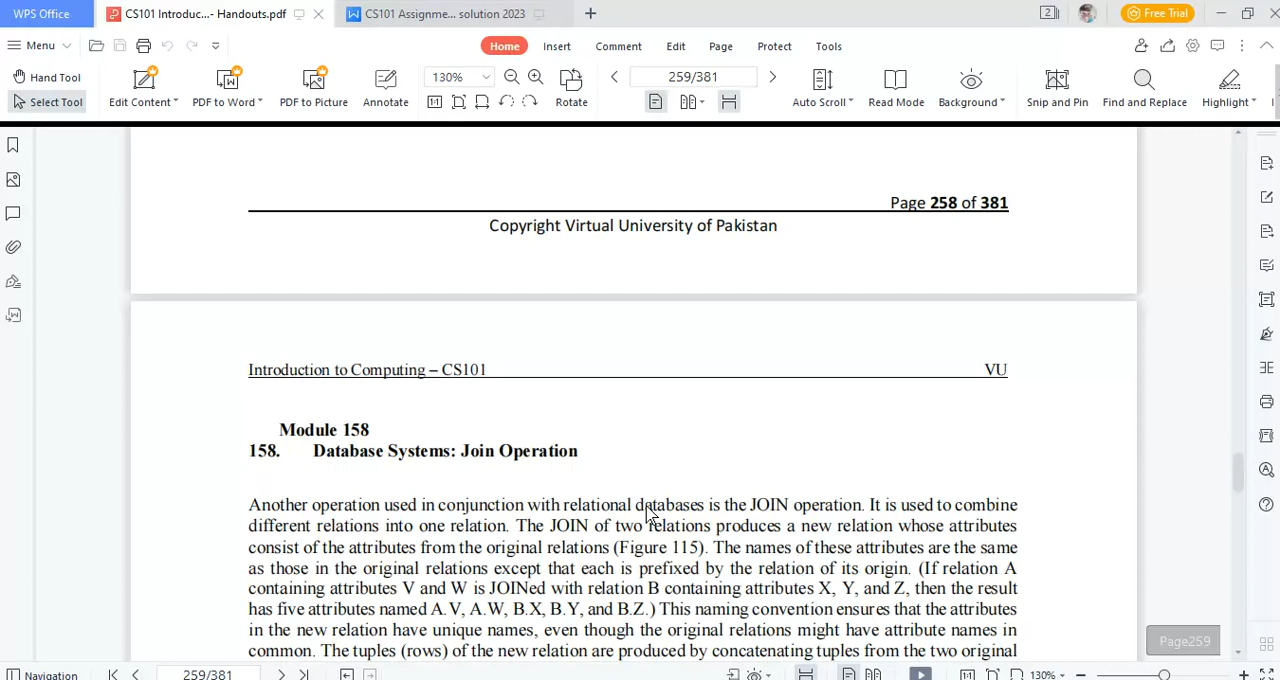 WPS Office
CS101 Introduc...- Handouts.pdf
CS101 Assignme... solution 2023
Free Trial
Menu
Home
Insert
Comment
Edit
Page
Protect
Tools
Hand Tool
Select Tool
Edit Content
PDF to Word
PDF to Picture
Annotate
130%
Rotate
259/381
Auto Scroll
Read Mode
Background
Snip and Pin
Find and Replace
Highlight
Page 258 of 381
Copyright Virtual University of Pakistan
Introduction to Computing – CS101 VU
Module 158
158. Database Systems: Join Operation
Another operation used in conjunction with relational databases is the JOIN operation. It is used to combine
different relations into one relation. The JOIN of two relations produces a new relation whose attributes
consist of the attributes from the original relations (Figure 115). The names of these attributes are the same
as those in the original relations except that each is prefixed by the relation of its origin. (If relation A
containing attributes V and W is JOINed with relation B containing attributes X, Y, and Z, then the result
has five attributes named A.V, A.W, B.X, B.Y, and B.Z.) This naming convention ensures that the attributes
in the new relation have unique names, even though the original relations might have attribute names in
common. The tuples (rows) of the new relation are produced by concatenating tuples from the two original
Page259
Navigation
259/381
130%